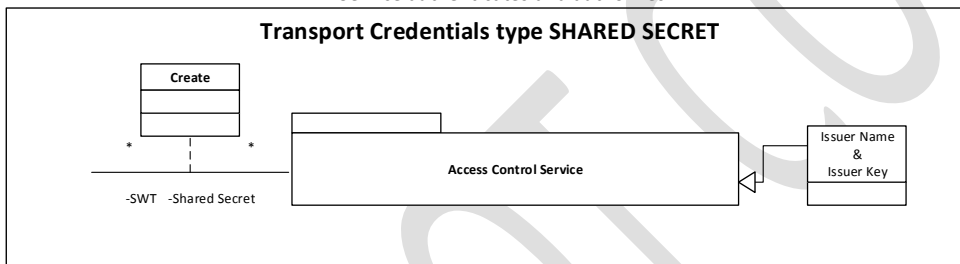 Transport Credentials type SHARED SECRET
Create
* *
Issuer Name
&
Issuer Key
Access Control Service
-SWT -Shared Secret